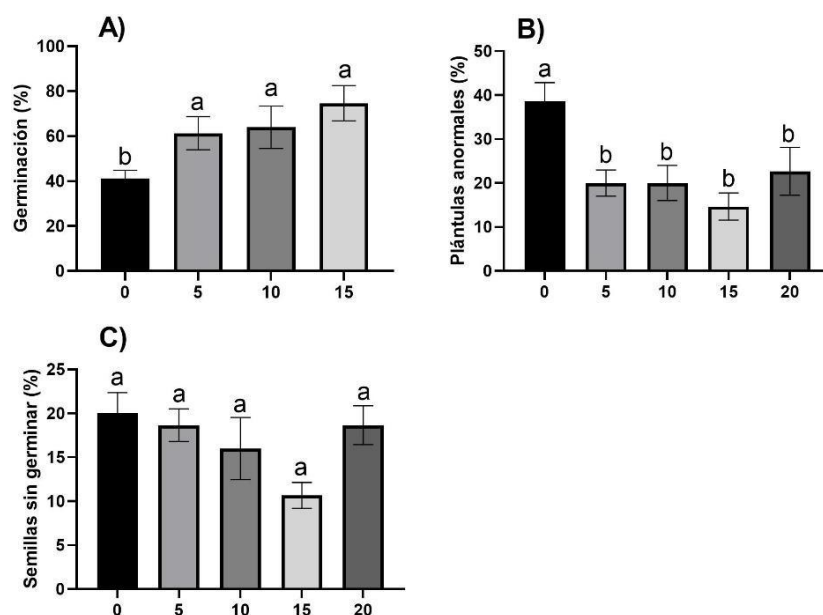 A)
Germinación (%)
100
80
60
40
20
0
b
a
a
a
0 5 10 15
B)
Plántulas anormales (%)
50
40
30
20
10
0
a
b
b
b
b
0 5 10 15 20
C)
Semillas sin germinar (%)
25
20
15
10
5
0
a
a
a
a
a
0 5 10 15 20